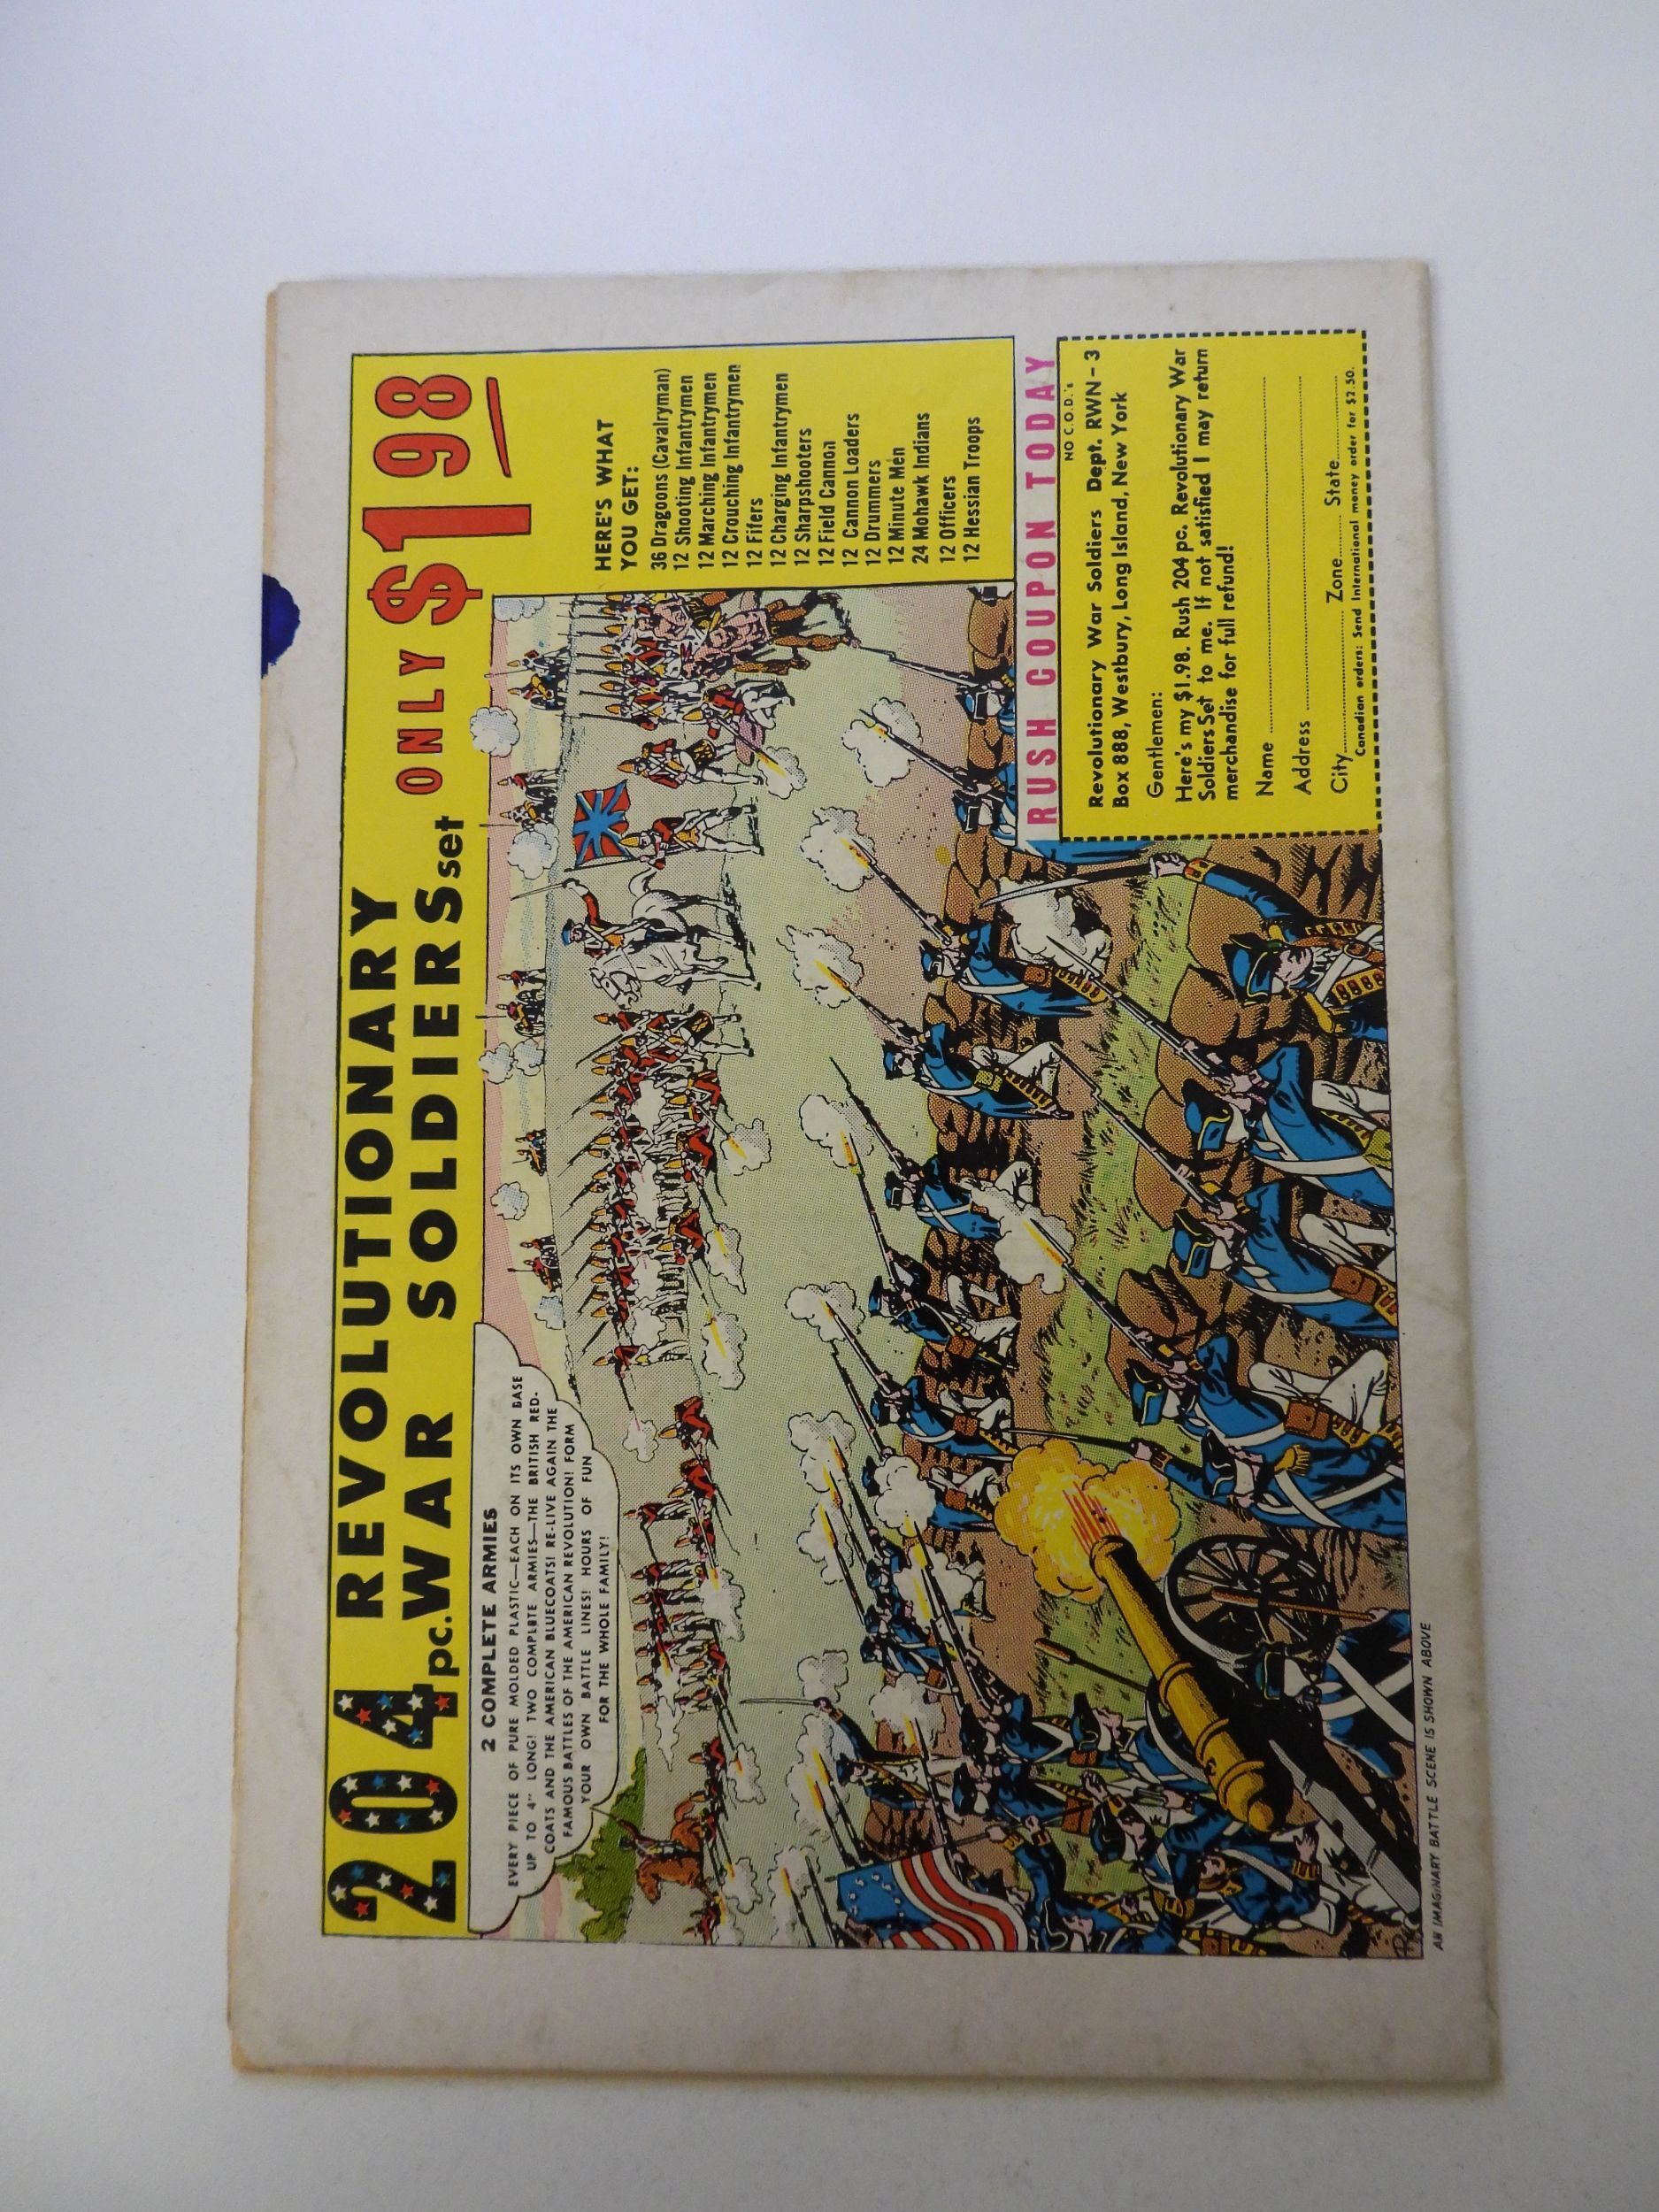 204 REVOLUTIONARY
pc. WAR SOLDIERS set ONLY $198
2 COMPLETE ARMIES
EVERY PIECE OF PURE MOLDED PLASTIC—EACH ON ITS OWN BASE
UP TO 4" LONG! TWO COMPLETE ARMIES—THE BRITISH RED-
COATS AND THE AMERICAN BLUECOATS! RE-LIVE AGAIN THE
FAMOUS BATTLES OF THE AMERICAN REVOLUTION! FORM
YOUR OWN BATTLE LINES! HOURS OF FUN
FOR THE WHOLE FAMILY!
HERE'S WHAT
YOU GET:
36 Dragoons (Cavalryman)
12 Shooting Infantrymen
12 Marching Infantrymen
12 Crouching Infantrymen
12 Fifers
12 Charging Infantrymen
12 Sharpshooters
12 Field Cannon
12 Cannon Loaders
12 Drummers
12 Minute Men
24 Mohawk Indians
12 Officers
12 Hessian Troops
RUSH COUPON TODAY
NO C.O.D.'s
Revolutionary War Soldiers Dept. RWN-3
Box 888, Westbury, Long Island, New York
Gentlemen:
Here's my $1.98. Rush 204 pc. Revolutionary War
Soldiers Set to me. If not satisfied I may return
merchandise for full refund!
Name
Address
City Zone State
Canadian orders: Send International money order for $2.50.
AN IMAGINARY BATTLE SCENE IS SHOWN ABOVE